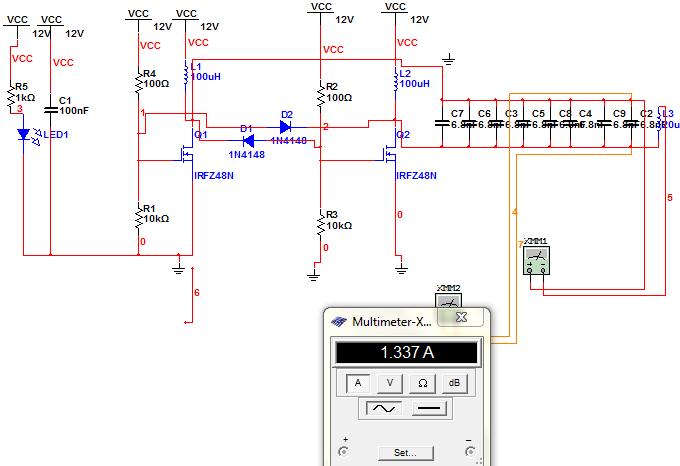 VCC VCC VCC VCC VCC VCC
12V 12V 12V 12V 12V 12V
VCC VCC VCC VCC VCC VCC
R5
1kΩ
3
LED1
C1
100nF
R4
100Ω
L1
100uH
R2
100Ω
L2
100uH
1
D2
1N4148
D1
1N4148
2
Q1
IRFZ48N
Q2
IRFZ48N
C7 C6 C3 C5 C8 C4 C9 C2 L3
R1
10kΩ
0
R3
10kΩ
0
0
4
5
7
XMM1
6
XMM2
Multimeter-X...
1.337 A
A V Ω dB
+ Set... -